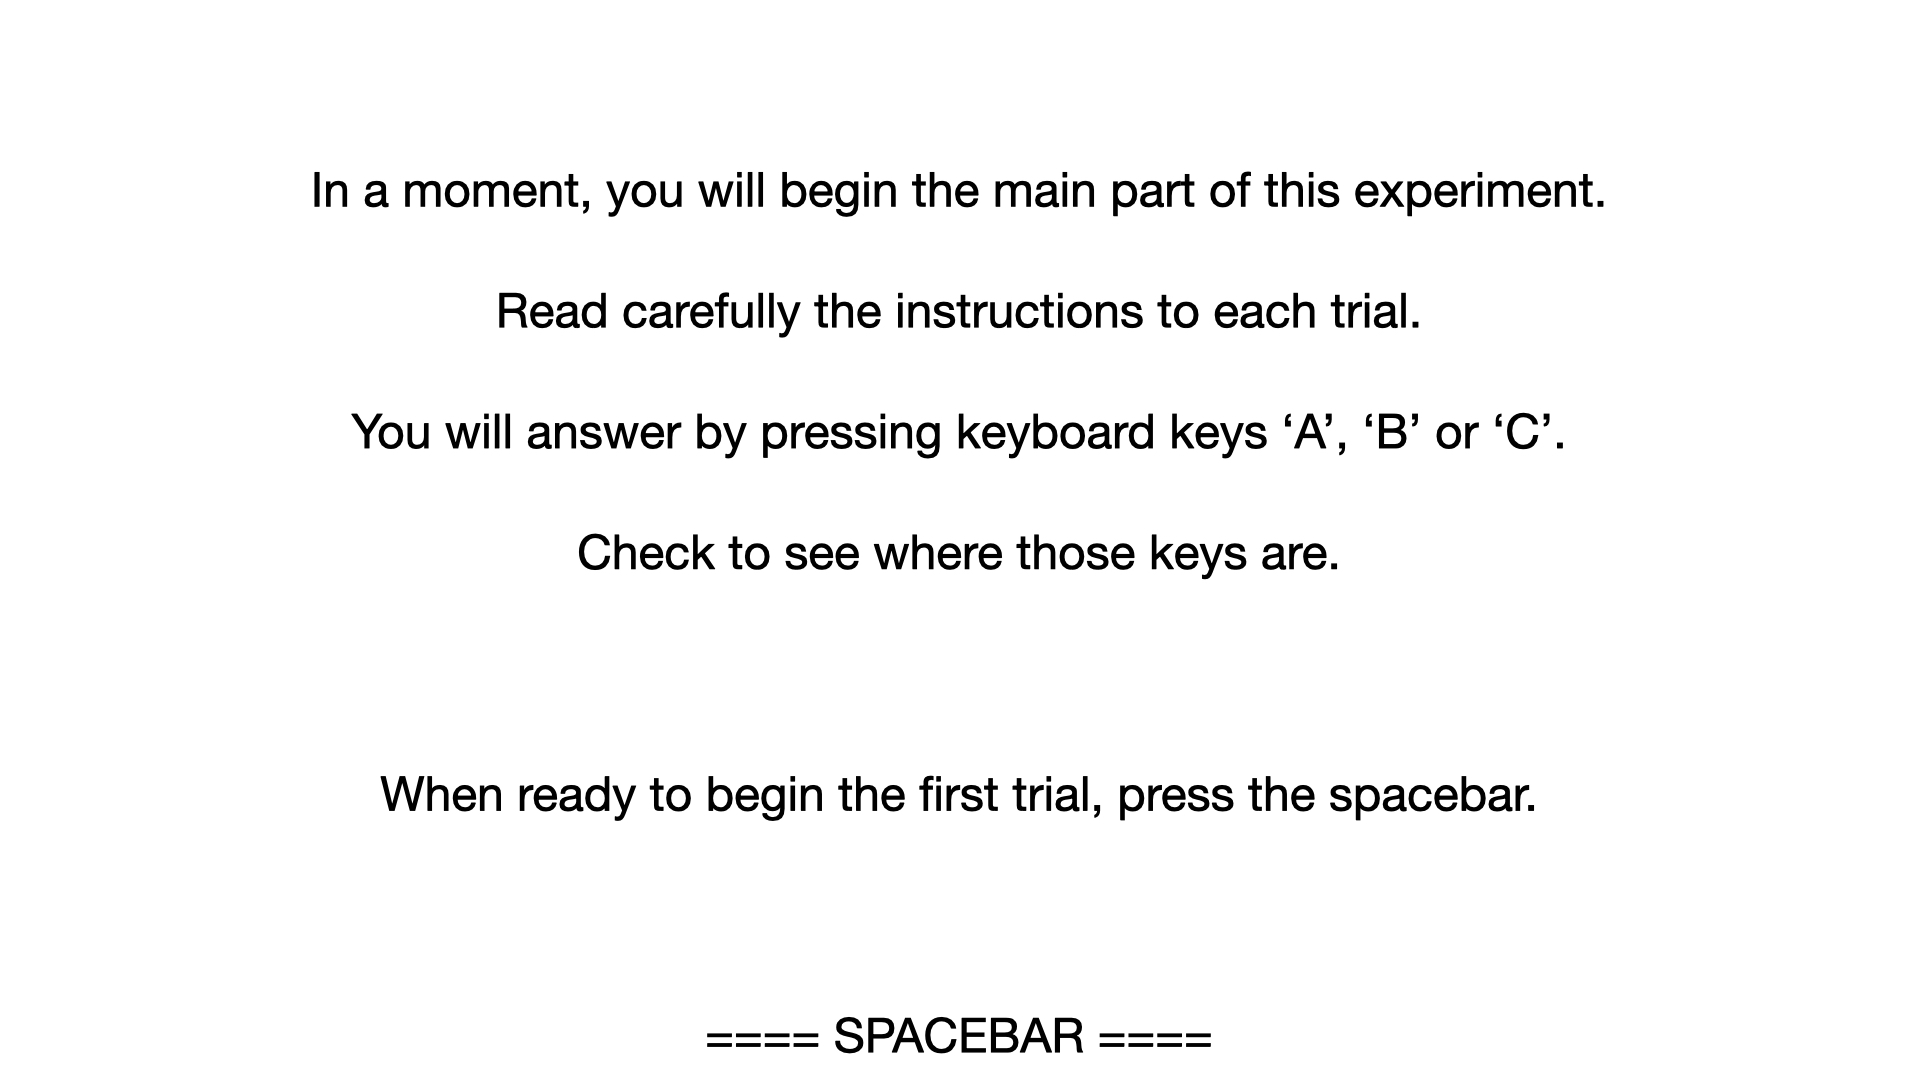 In a moment, you will begin the main part of this experiment.
Read carefully the instructions to each trial.
You will answer by pressing keyboard keys ‘A’, ‘B’ or ‘C’.
Check to see where those keys are.
When ready to begin the first trial, press the spacebar.
==== SPACEBAR ====